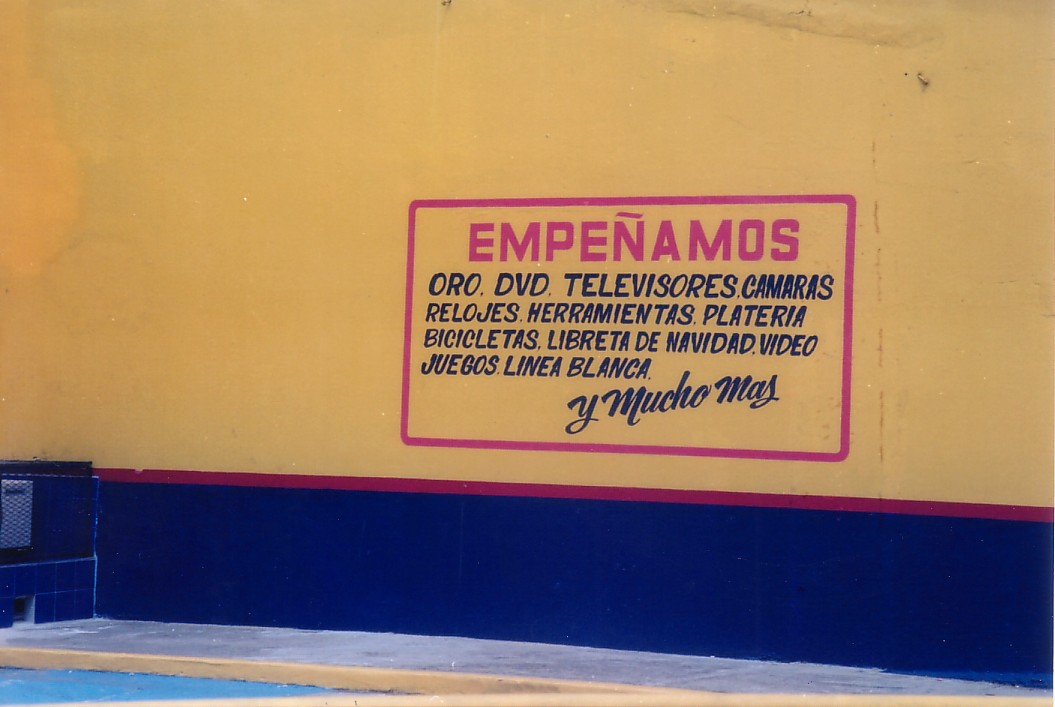 EMPEÑAMOS
ORO. DVD. TELEVISORES.CAMARAS
RELOJES. HERRAMIENTAS. PLATERIA
BICICLETAS. LIBRETA DE NAVIDAD.VIDEO
JUEGOS. LINEA BLANCA.
y Mucho Mas